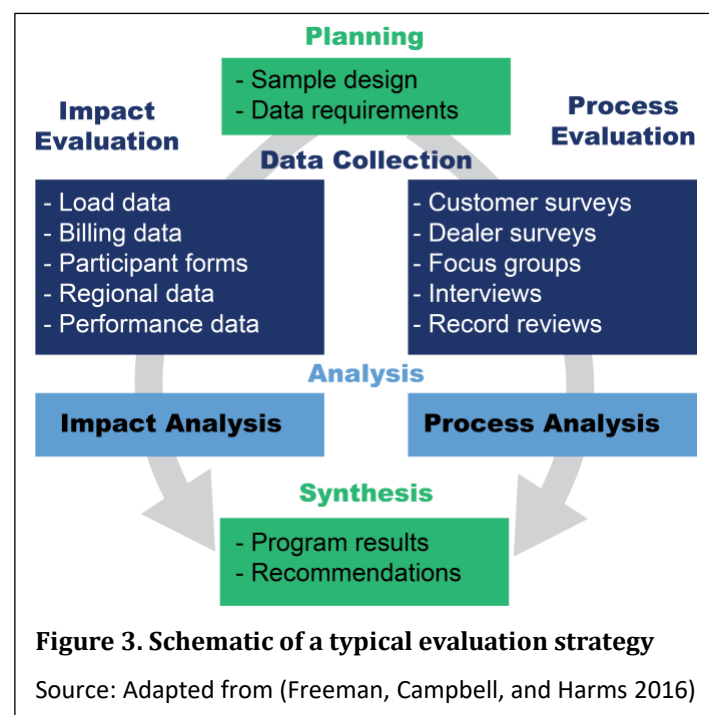 Planning
- Sample design
- Data requirements
Impact
Evaluation
Process
Evaluation
Data Collection
- Load data
- Billing data
- Participant forms
- Regional data
- Performance data
- Customer surveys
- Dealer surveys
- Focus groups
- Interviews
- Record reviews
Analysis
Impact Analysis
Process Analysis
Synthesis
- Program results
- Recommendations
Figure 3. Schematic of a typical evaluation strategy
Source: Adapted from (Freeman, Campbell, and Harms 2016)